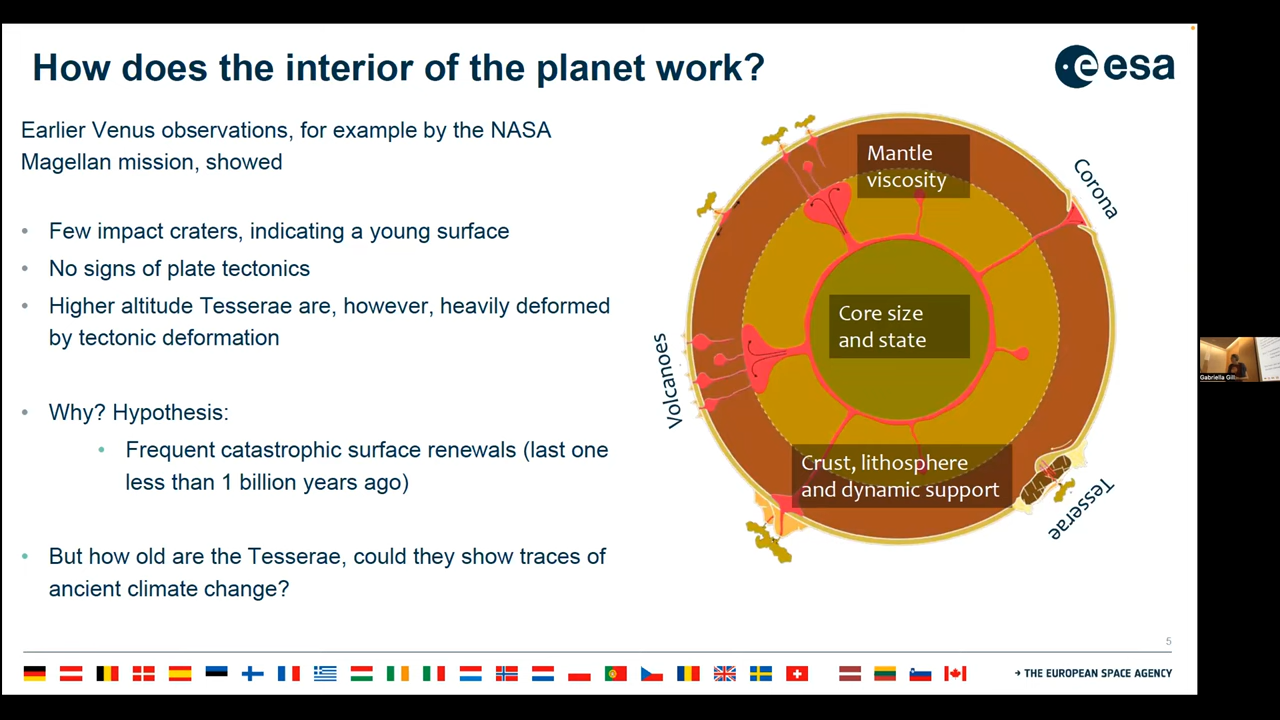 How does the interior of the planet work?
esa
Earlier Venus observations, for example by the NASA
Magellan mission, showed
• Few impact craters, indicating a young surface
• No signs of plate tectonics
• Higher altitude Tesserae are, however, heavily deformed
by tectonic deformation
• Why? Hypothesis:
• Frequent catastrophic surface renewals (last one
less than 1 billion years ago)
• But how old are the Tesserae, could they show traces of
ancient climate change?
Mantle
viscosity
Corona
Core size
and state
Volcanoes
Crust, lithosphere
and dynamic support
Tesserae
5
→ THE EUROPEAN SPACE AGENCY